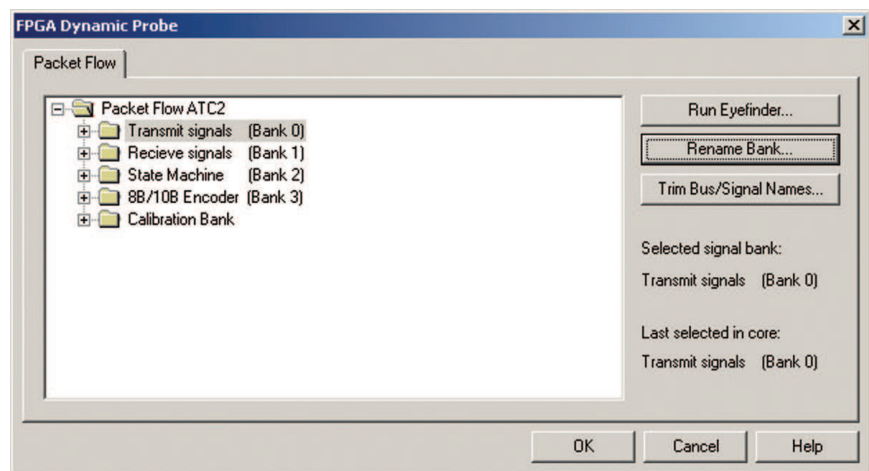 FPGA Dynamic Probe
Packet Flow
Packet Flow ATC2
Transmit signals (Bank 0)
Recieve signals (Bank 1)
State Machine (Bank 2)
8B/10B Encoder (Bank 3)
Calibration Bank
Run Eyefinder...
Rename Bank...
Trim Bus/Signal Names...
Selected signal bank:
Transmit signals (Bank 0)
Last selected in core:
Transmit signals (Bank 0)
OK
Cancel
Help